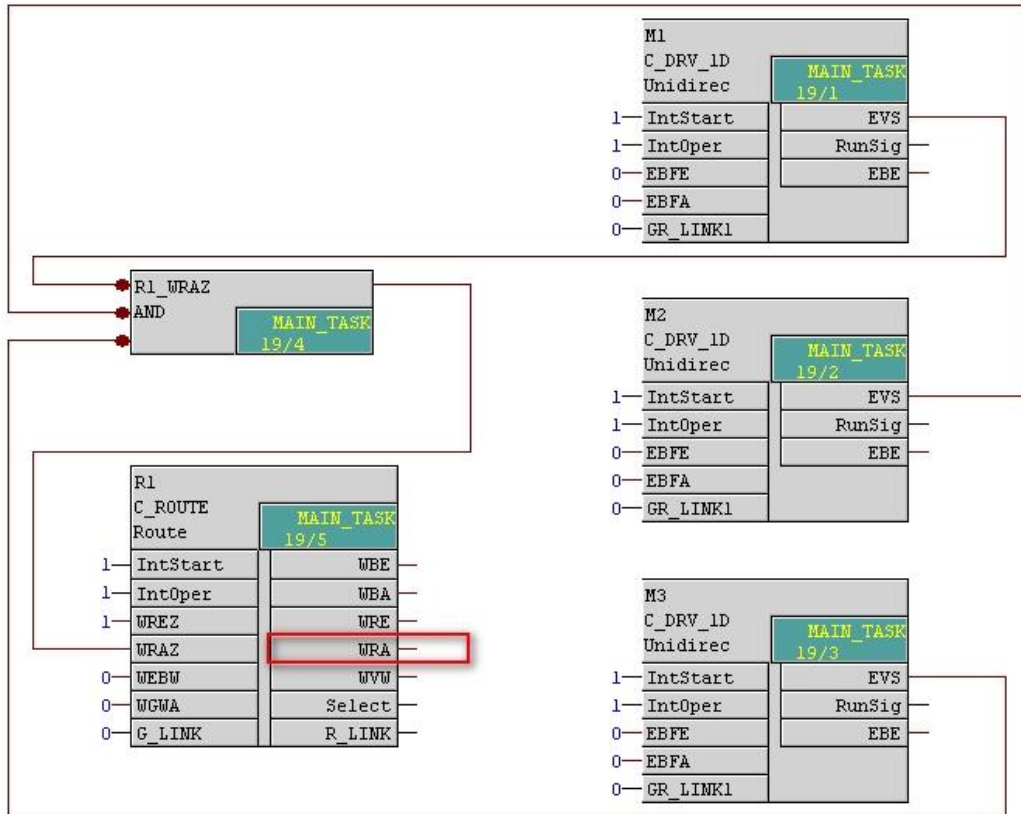 M1
C_DRV_1D
Unidirec
MAIN_TASK
19/1
1 IntStart EVS
1 IntOper RunSig
0 EBFE EBE
0 EBFA
0 GR_LINK1
R1_WRAZ
AND
MAIN_TASK
19/4
M2
C_DRV_1D
Unidirec
MAIN_TASK
19/2
1 IntStart EVS
1 IntOper RunSig
0 EBFE EBE
0 EBFA
0 GR_LINK1
R1
C_ROUTE
Route
MAIN_TASK
19/5
1 IntStart WBE
1 IntOper WBA
1 WREZ WRE
WRAZ WRA
0 WEBW WVW
0 WGWA Select
0 G_LINK R_LINK
M3
C_DRV_1D
Unidirec
MAIN_TASK
19/3
1 IntStart EVS
1 IntOper RunSig
0 EBFE EBE
0 EBFA
0 GR_LINK1